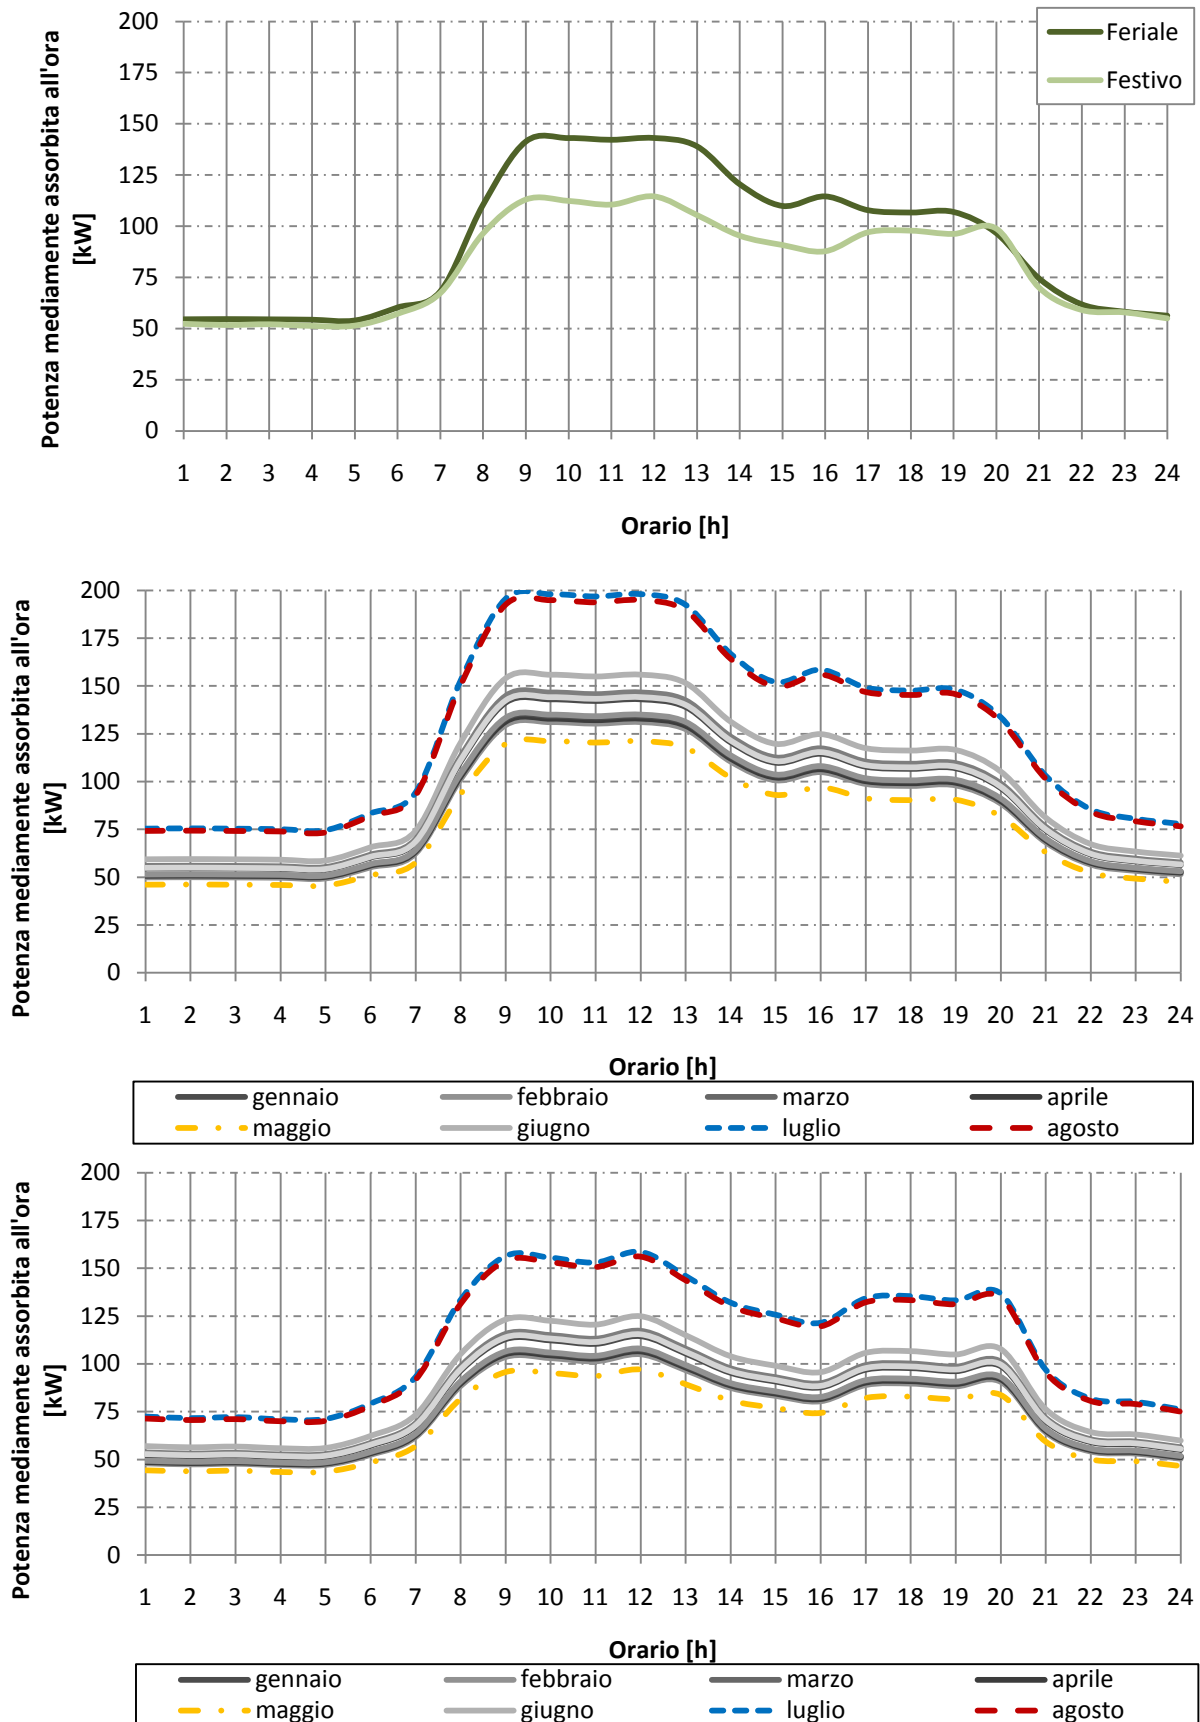 Feriale
Festivo
Potenza mediamente assorbita all'ora
[kW]
200
175
150
125
100
75
50
25
0
1 2 3 4 5 6 7 8 9 10 11 12 13 14 15 16 17 18 19 20 21 22 23 24
Orario [h]
Potenza mediamente assorbita all'ora
[kW]
200
175
150
125
100
75
50
25
0
1 2 3 4 5 6 7 8 9 10 11 12 13 14 15 16 17 18 19 20 21 22 23 24
Orario [h]
gennaio febbraio marzo aprile
maggio giugno luglio agosto
Potenza mediamente assorbita all'ora
[kW]
200
175
150
125
100
75
50
25
0
1 2 3 4 5 6 7 8 9 10 11 12 13 14 15 16 17 18 19 20 21 22 23 24
Orario [h]
gennaio febbraio marzo aprile
maggio giugno luglio agosto